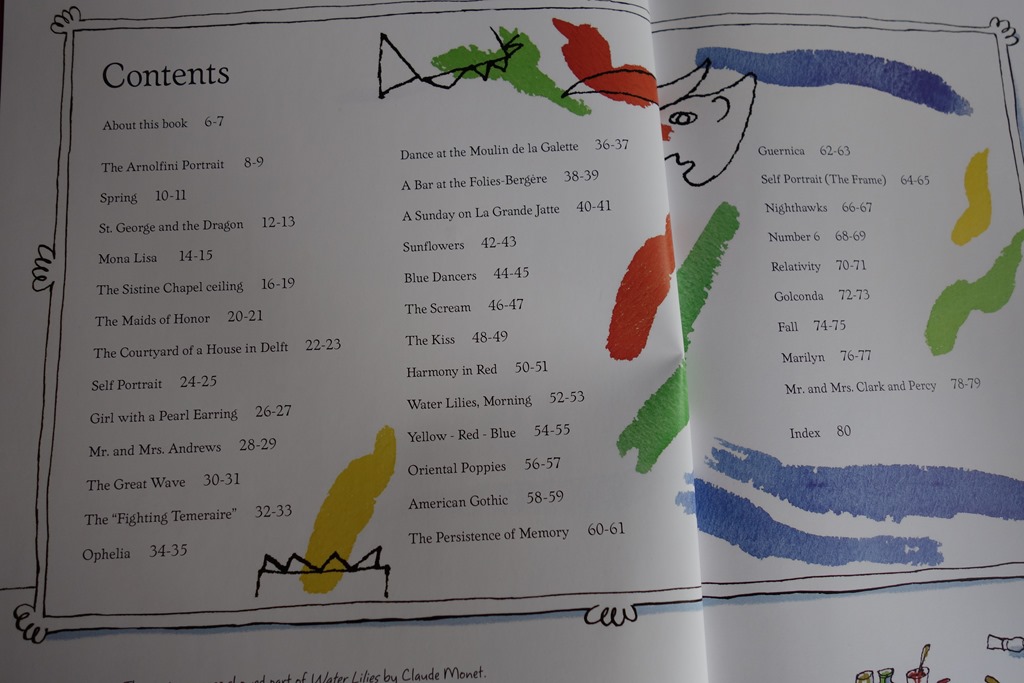 Contents
About this book 6-7
The Arnolfini Portrait 8-9
Spring 10-11
St. George and the Dragon 12-13
Mona Lisa 14-15
The Sistine Chapel ceiling 16-19
The Maids of Honor 20-21
The Courtyard of a House in Delft 22-23
Self Portrait 24-25
Girl with a Pearl Earring 26-27
Mr. and Mrs. Andrews 28-29
The Great Wave 30-31
The "Fighting Temeraire" 32-33
Ophelia 34-35
Dance at the Moulin de la Galette 36-37
A Bar at the Folies-Bergère 38-39
A Sunday on La Grande Jatte 40-41
Sunflowers 42-43
Blue Dancers 44-45
The Scream 46-47
The Kiss 48-49
Harmony in Red 50-51
Water Lilies, Morning 52-53
Yellow - Red - Blue 54-55
Oriental Poppies 56-57
American Gothic 58-59
The Persistence of Memory 60-61
Guernica 62-63
Self Portrait (The Frame) 64-65
Nighthawks 66-67
Number 6 68-69
Relativity 70-71
Golconda 72-73
Fall 74-75
Marilyn 76-77
Mr. and Mrs. Clark and Percy 78-79
Index 80
part of Water Lilies by Claude Monet.